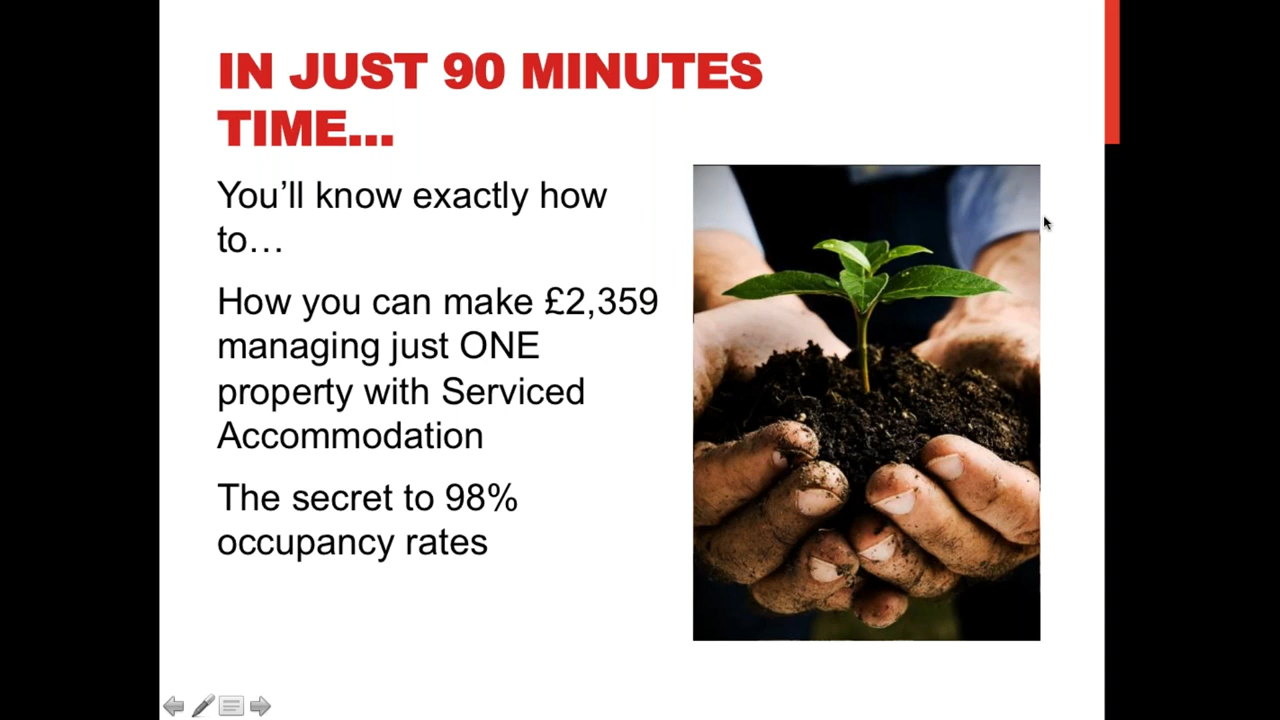 IN JUST 90 MINUTES
TIME...
You’ll know exactly how
to…
How you can make £2,359
managing just ONE
property with Serviced
Accommodation
The secret to 98%
occupancy rates